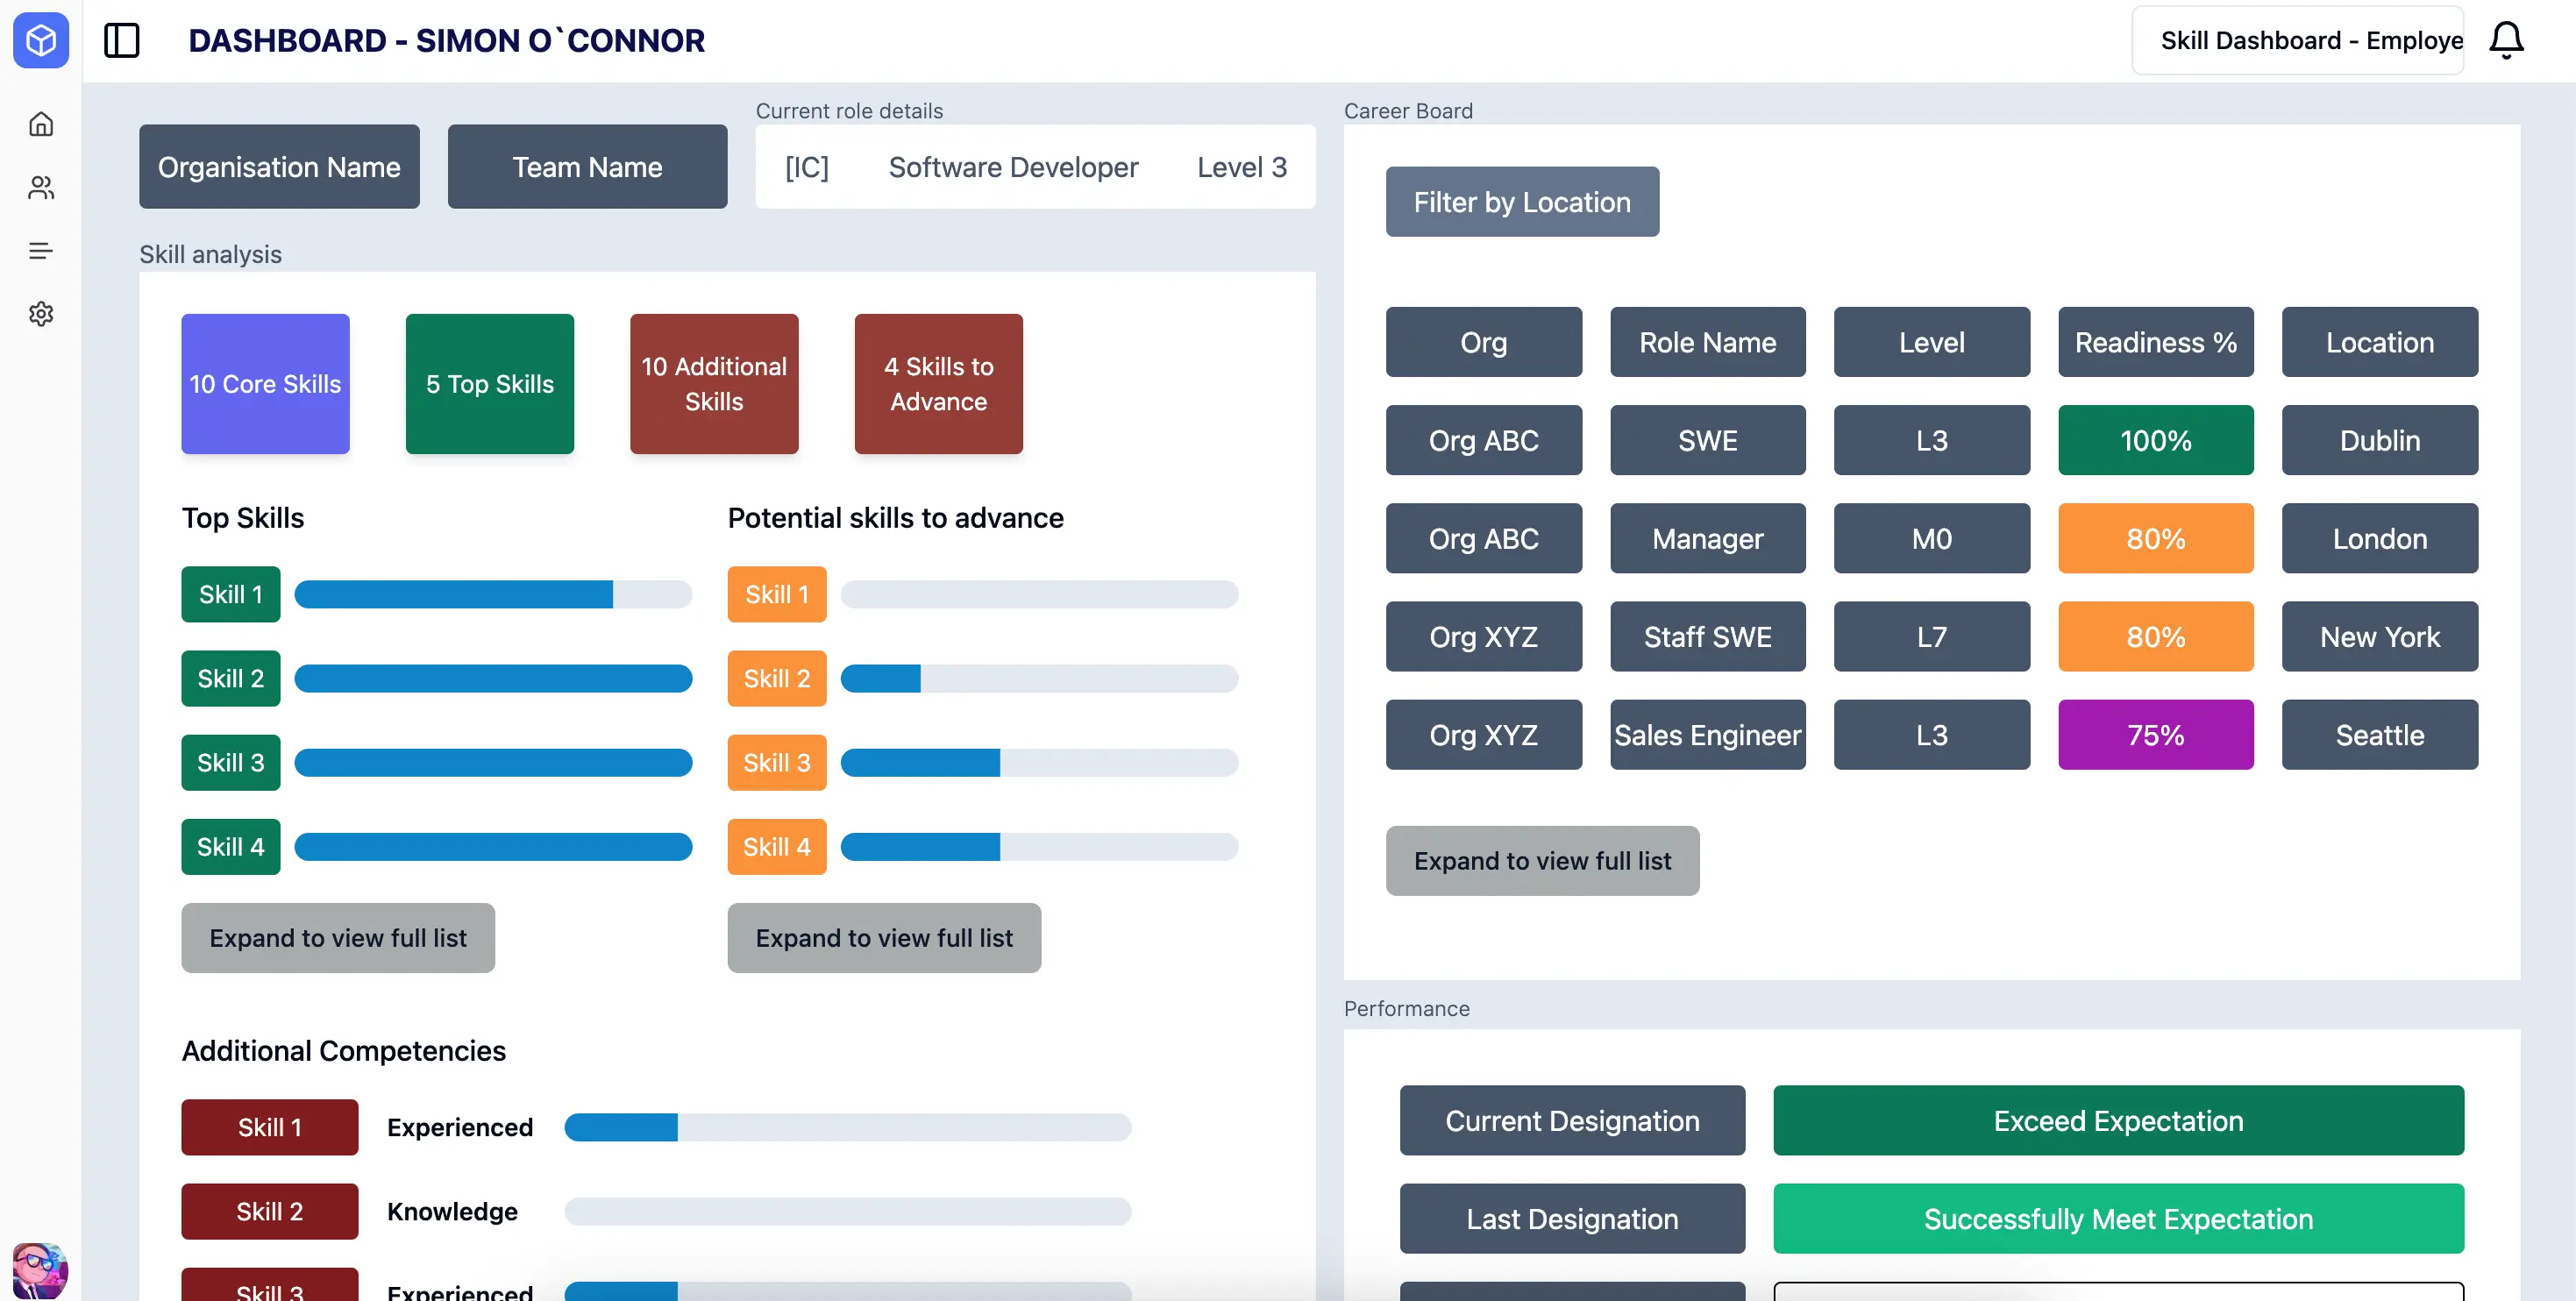 DASHBOARD - SIMON O`CONNOR
Skill Dashboard - Employe
Organisation Name
Team Name
Current role details
[IC] Software Developer Level 3
Skill analysis
10 Core Skills
5 Top Skills
10 Additional
Skills
4 Skills to
Advance
Top Skills
Skill 1
Skill 2
Skill 3
Skill 4
Expand to view full list
Potential skills to advance
Skill 1
Skill 2
Skill 3
Skill 4
Expand to view full list
Additional Competencies
Skill 1 Experienced
Skill 2 Knowledge
Skill 3 Experienced
Career Board
Filter by Location
Org Role Name Level Readiness % Location
Org ABC SWE L3 100% Dublin
Org ABC Manager M0 80% London
Org XYZ Staff SWE L7 80% New York
Org XYZ Sales Engineer L3 75% Seattle
Expand to view full list
Performance
Current Designation Exceed Expectation
Last Designation Successfully Meet Expectation